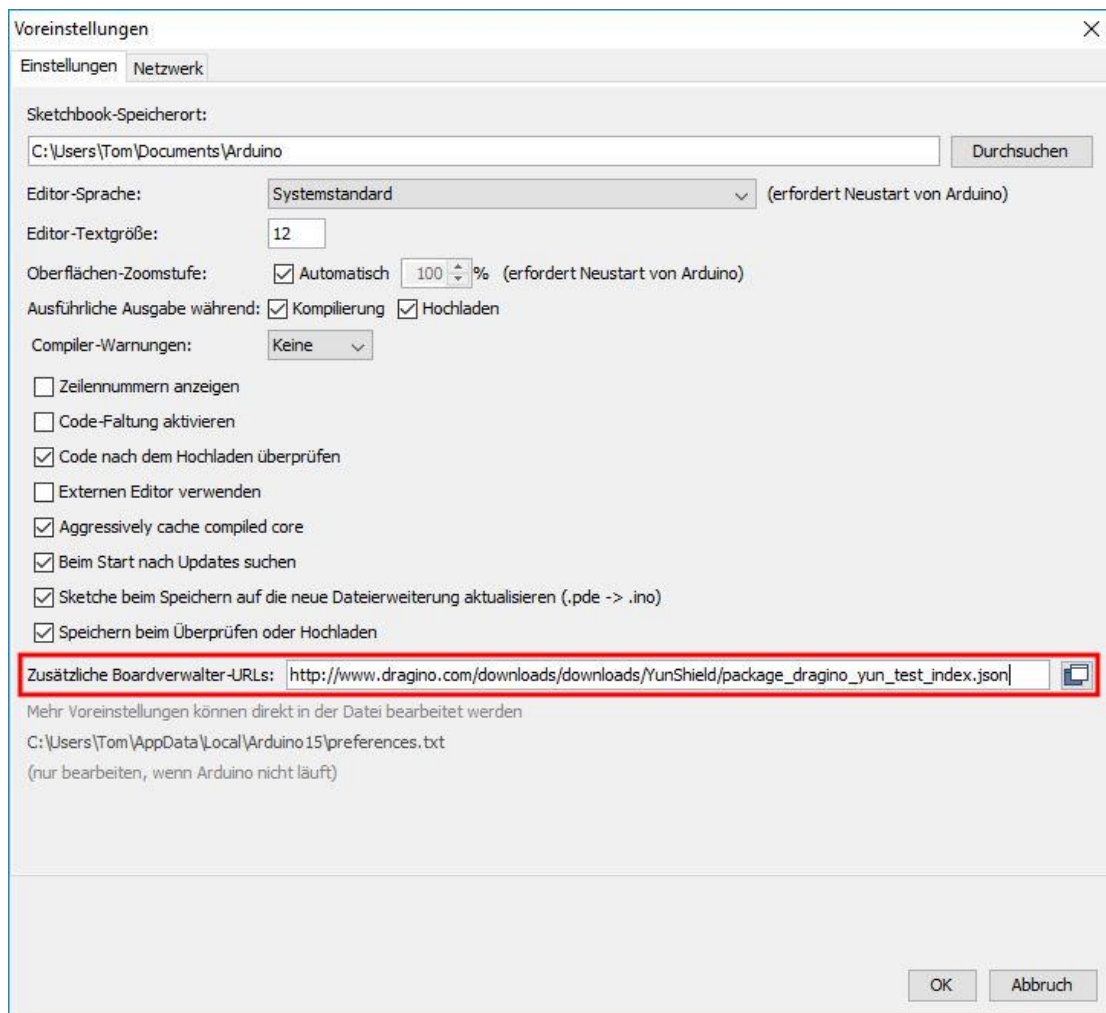 Voreinstellungen
Einstellungen Netzwerk
Sketchbook-Speicherort:
C:\Users\Tom\Documents\Arduino Durchsuchen
Editor-Sprache: Systemstandard (erfordert Neustart von Arduino)
Editor-Textgröße: 12
Oberflächen-Zoomstufe: Automatisch 100 % (erfordert Neustart von Arduino)
Ausführliche Ausgabe während: Kompilierung Hochladen
Compiler-Warnungen: Keine
Zeilennummern anzeigen
Code-Faltung aktivieren
Code nach dem Hochladen überprüfen
Externen Editor verwenden
Aggressively cache compiled core
Beim Start nach Updates suchen
Sketche beim Speichern auf die neue Dateierweiterung aktualisieren (.pde -> .ino)
Speichern beim Überprüfen oder Hochladen
Zusätzliche Boardverwalter-URLs: http://www.dragino.com/downloads/downloads/YunShield/package_dragino_yun_test_index.json
Mehr Voreinstellungen können direkt in der Datei bearbeitet werden
C:\Users\Tom\AppData\Local\Arduino15\preferences.txt
(nur bearbeiten, wenn Arduino nicht läuft)
OK Abbruch